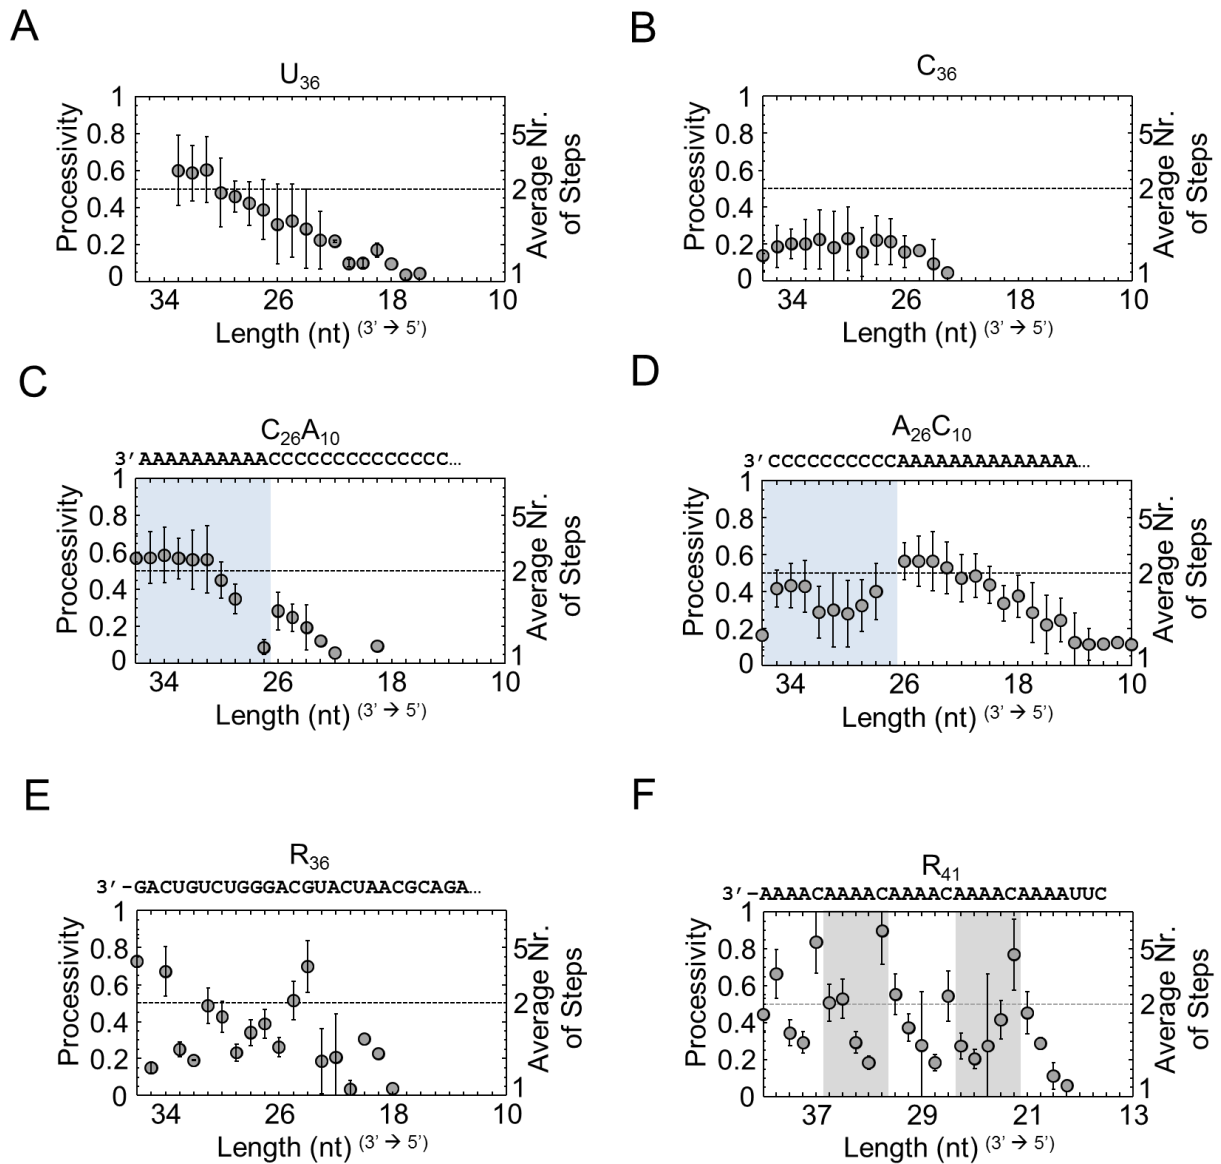 A
U36
Processivity
1
0.8
0.6
0.4
0.2
0
5
2
1
Average Nr.
of Steps
34 26 18 10
Length (nt) (3' → 5')
B
C36
Processivity
1
0.8
0.6
0.4
0.2
0
5
2
1
Average Nr.
of Steps
34 26 18 10
Length (nt) (3' → 5')
C
C26A10
3′AAAAAAAAAACCCCCCCCCCCCCC…
Processivity
1
0.8
0.6
0.4
0.2
0
5
2
1
Average Nr.
of Steps
34 26 18 10
Length (nt) (3' → 5')
D
A26C10
3′CCCCCCCCCCAAAAAAAAAAAAAA…
Processivity
1
0.8
0.6
0.4
0.2
0
5
2
1
Average Nr.
of Steps
34 26 18 10
Length (nt) (3' → 5')
E
R36
3′-GACUGUCUGGGACGUACUAACGCAGA…
Processivity
1
0.8
0.6
0.4
0.2
0
5
2
1
Average Nr.
of Steps
34 26 18 10
Length (nt) (3' → 5')
F
R41
3′-AAAACAAAACAAAACAAAACAAAAUUC
Processivity
1
0.8
0.6
0.4
0.2
0
5
2
1
Average Nr.
of Steps
37 29 21 13
Length (nt) (3' → 5')